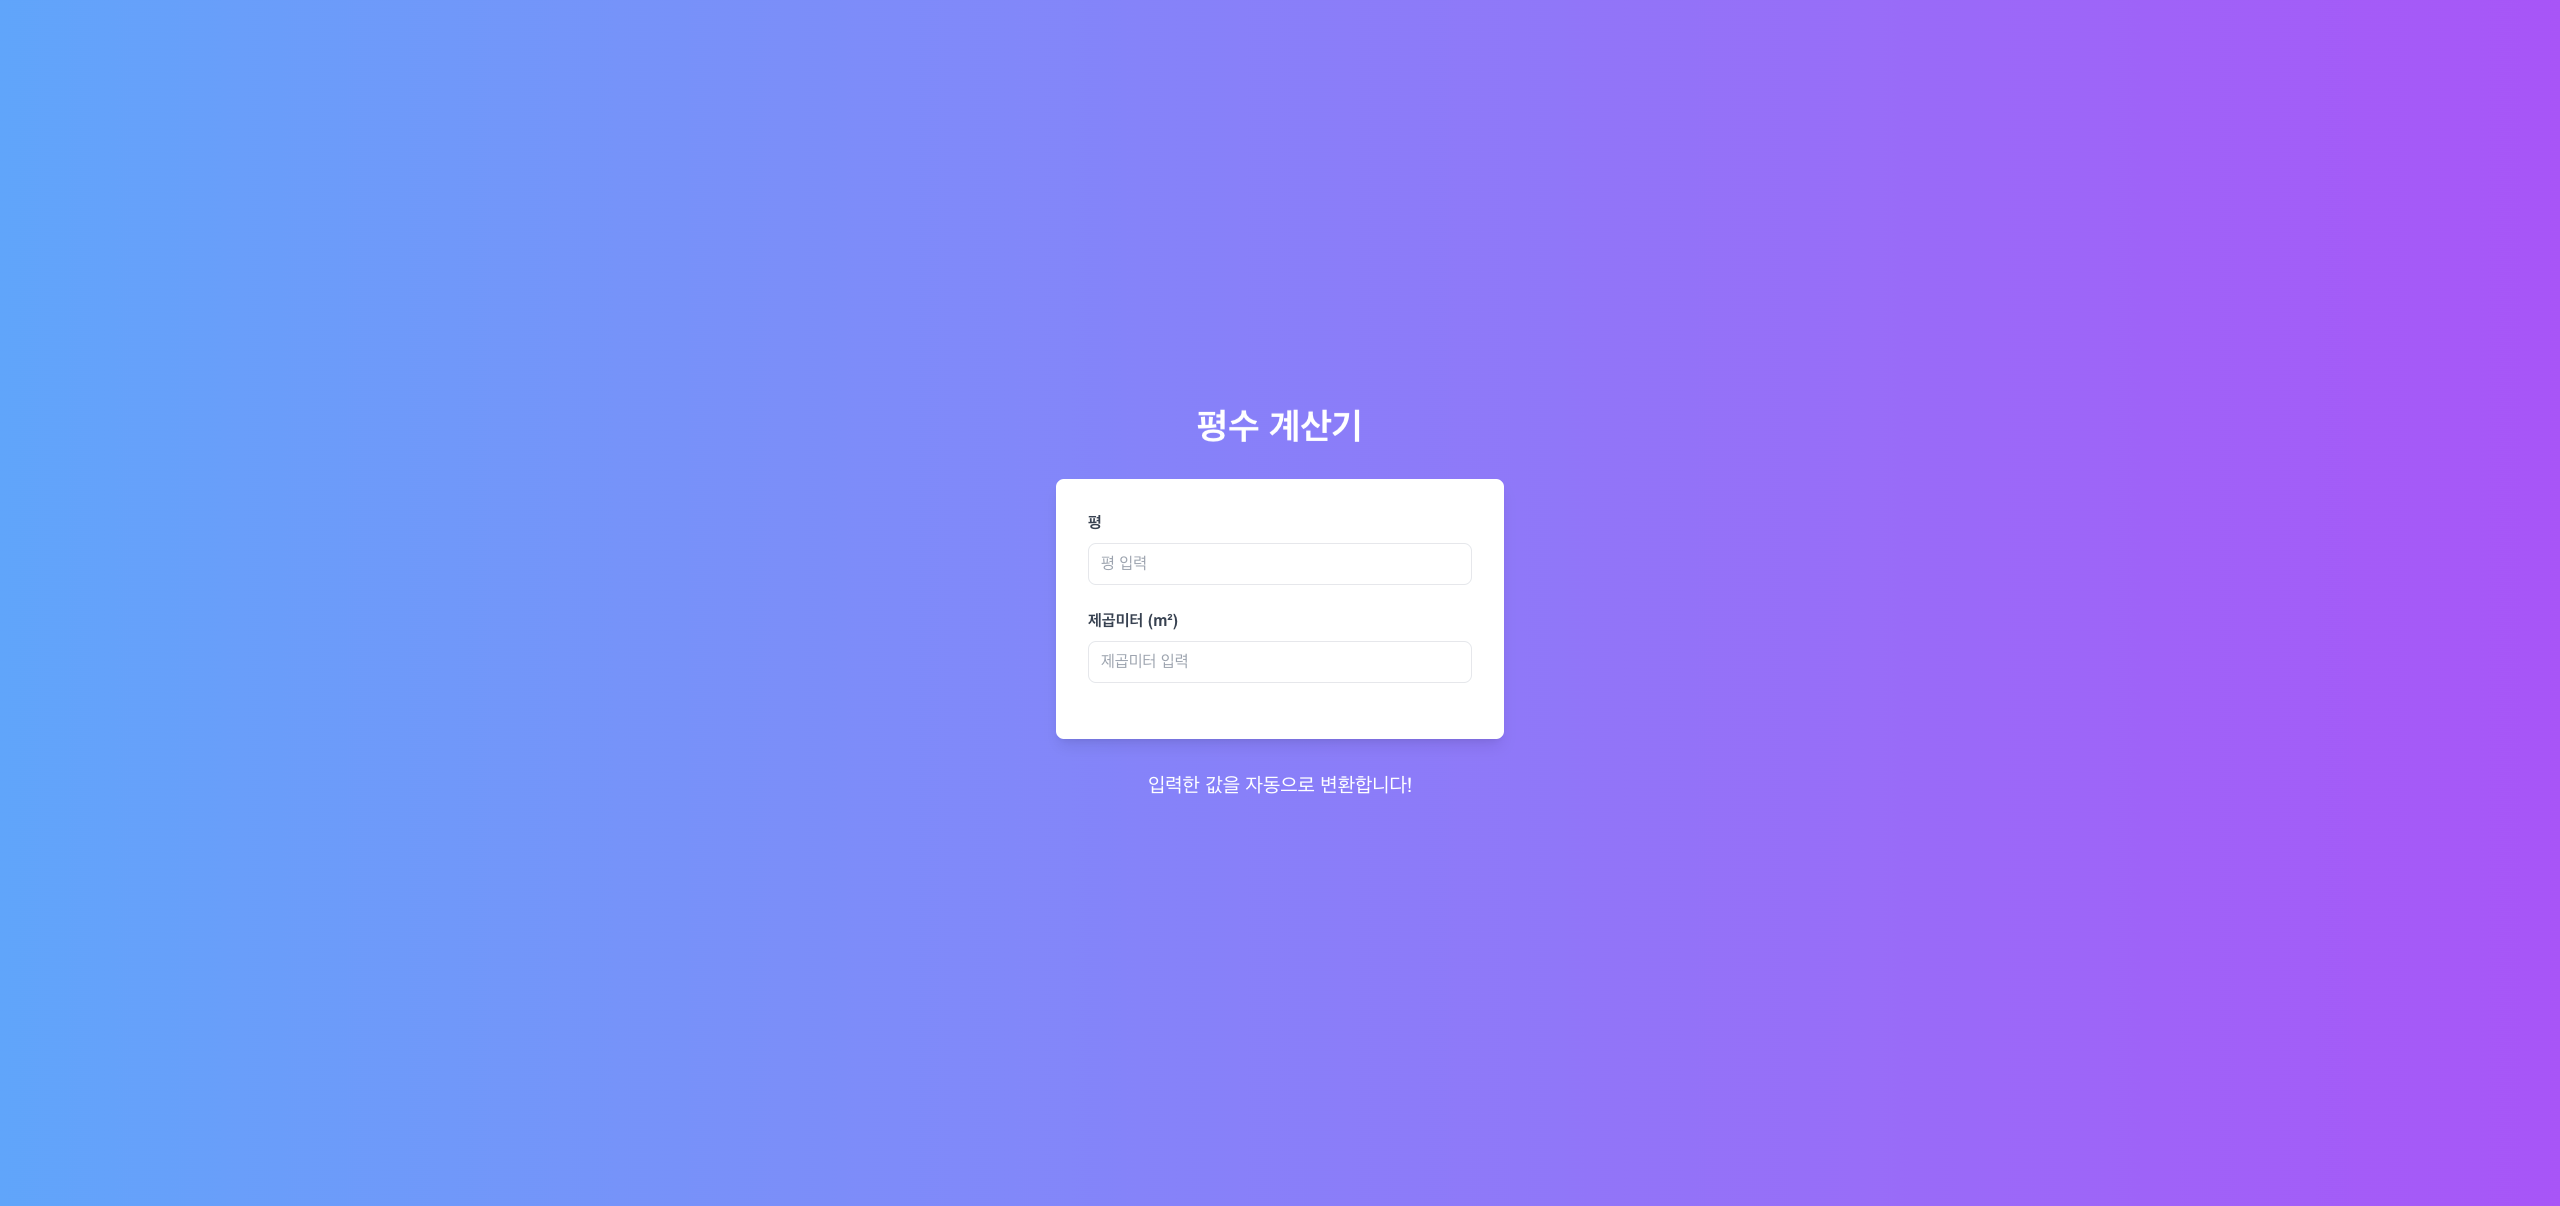 평수 계산기
평
평 입력
제곱미터 (m²)
제곱미터 입력
입력한 값을 자동으로 변환합니다!